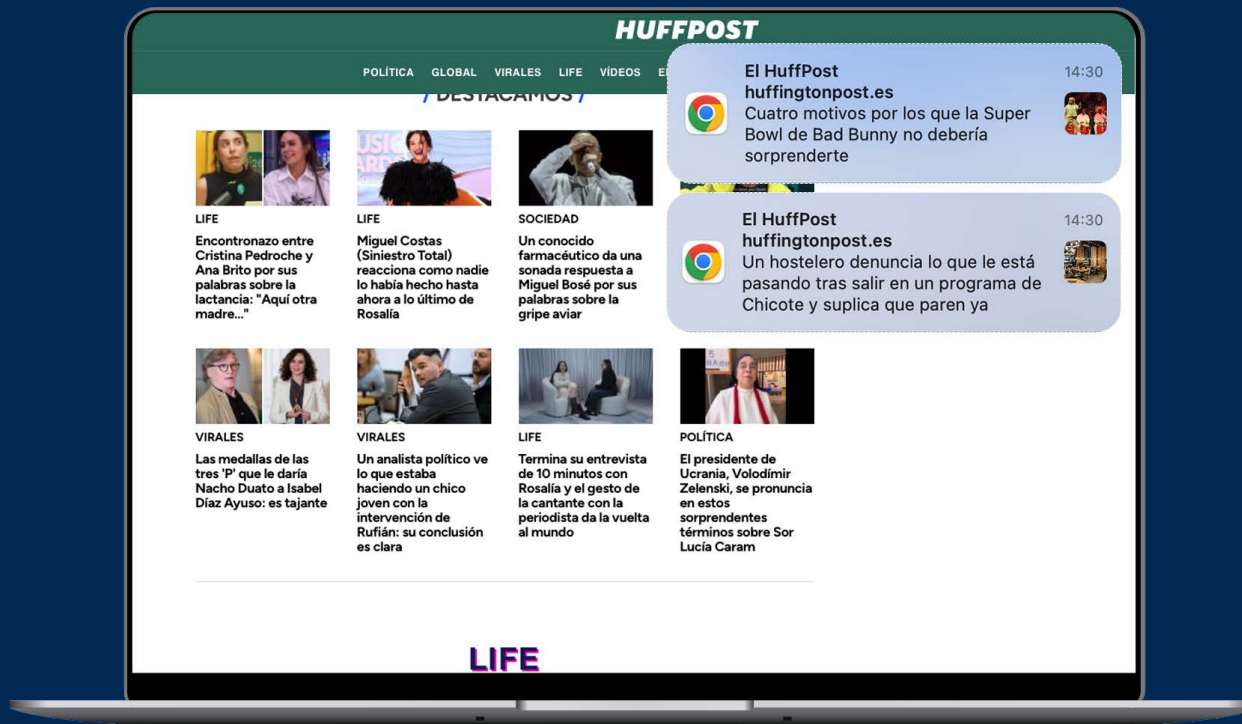 HUFFPOST
POLÍTICA GLOBAL VIRALES LIFE VÍDEOS
/ DESTACAMOS /
El HuffPost
14:30
huffingtonpost.es
Cuatro motivos por los que la Super
Bowl de Bad Bunny no debería
sorprenderte
El HuffPost
14:30
huffingtonpost.es
Un hostelero denuncia lo que le está
pasando tras salir en un programa de
Chicote y suplica que paren ya
LIFE
Encontronazo entre
Cristina Pedroche y
Ana Brito por sus
palabras sobre la
lactancia: "Aquí otra
madre..."
LIFE
Miguel Costas
(Siniestro Total)
reacciona como nadie
lo había hecho hasta
ahora a lo último de
Rosalía
SOCIEDAD
Un conocido
farmacéutico da una
sonada respuesta a
Miguel Bosé por sus
palabras sobre la
gripe aviar
VIRALES
Las medallas de las
tres 'P' que le daría
Nacho Duato a Isabel
Díaz Ayuso: es tajante
VIRALES
Un analista político ve
lo que estaba
haciendo un chico
joven con la
intervención de
Rufián: su conclusión
es clara
LIFE
Termina su entrevista
de 10 minutos con
Rosalía y el gesto de
la cantante con la
periodista da la vuelta
al mundo
POLÍTICA
El presidente de
Ucrania, Volodímir
Zelenski, se pronuncia
en estos
sorprendentes
términos sobre Sor
Lucía Caram
LIFE